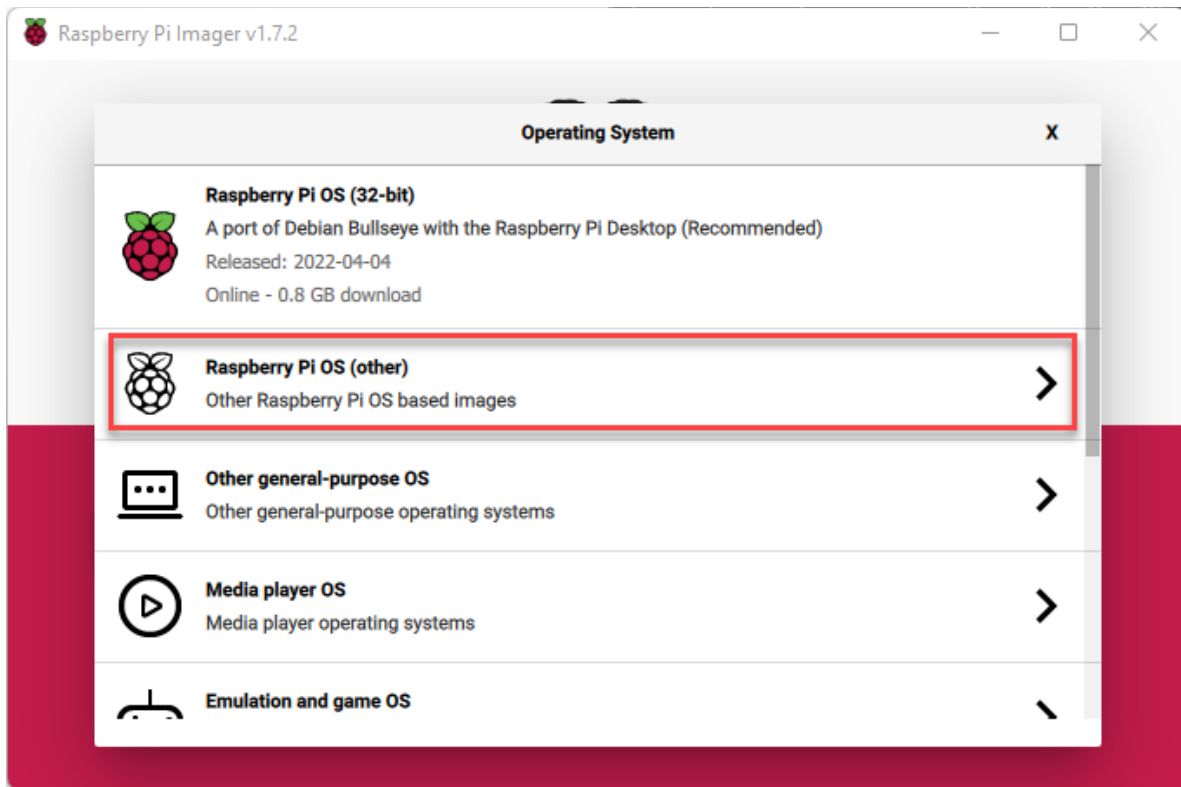 Raspberry Pi Imager v1.7.2
Operating System
X
Raspberry Pi OS (32-bit)
A port of Debian Bullseye with the Raspberry Pi Desktop (Recommended)
Released: 2022-04-04
Online - 0.8 GB download
Raspberry Pi OS (other)
Other Raspberry Pi OS based images
Other general-purpose OS
Other general-purpose operating systems
Media player OS
Media player operating systems
Emulation and game OS